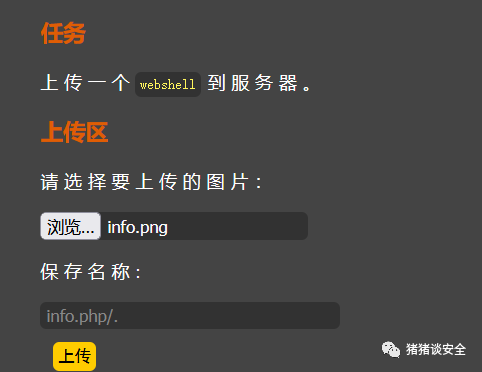 任务
上传一个 webshell 到服务器。
上传区
请选择要上传的图片：
浏览... info.png
保存名称：
info.php/.
上传
猪猪谈安全